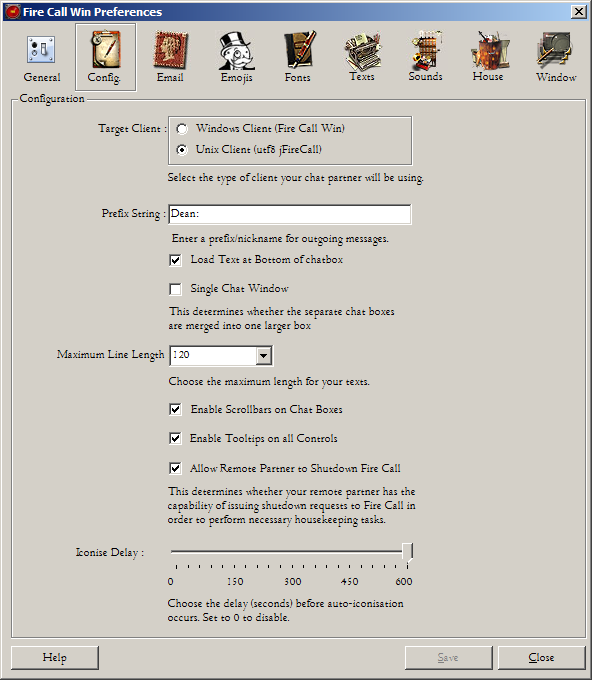 Fire Call Win Preferences
General Config. Email Emojis Fonts Texts Sounds House Window
Configuration
Target Client :
Windows Client (Fire Call Win)
Unix Client (utf8 jFireCall)
Select the type of client your chat partner will be using.
Prefix String : Dean:
Enter a prefix/nickname for outgoing messages.
Load Text at Bottom of chatbox
Single Chat Window
This determines whether the separate chat boxes
are merged into one larger box
Maximum Line Length 120
Choose the maximum length for your texts.
Enable Scrollbars on Chat Boxes
Enable Tooltips on all Controls
Allow Remote Partner to Shutdown Fire Call
This determines whether your remote partner has the
capability of issuing shutdown requests to Fire Call in
order to perform necessary housekeeping tasks.
Iconise Delay :
0 150 300 450 600
Choose the delay (seconds) before auto-iconisation
occurs. Set to 0 to disable.
Help Save Close